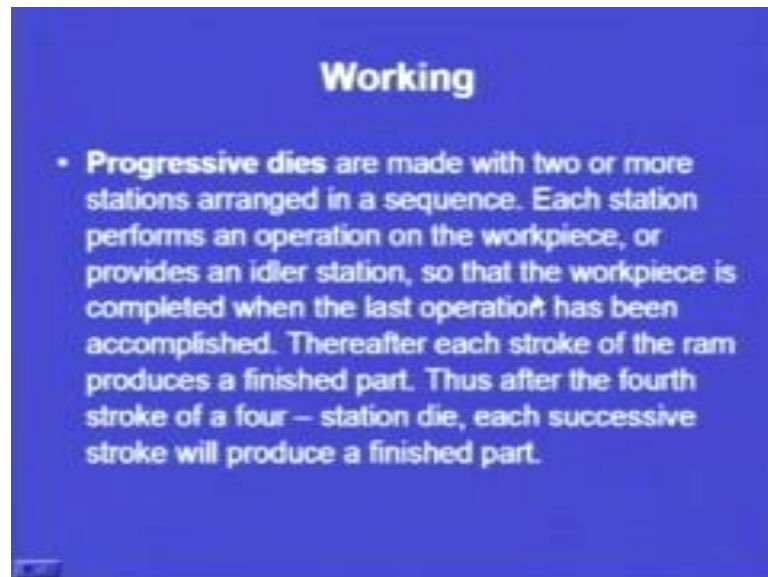 Working
• Progressive dies are made with two or more
stations arranged in a sequence. Each station
performs an operation on the workpiece, or
provides an idler station, so that the workpiece is
completed when the last operation has been
accomplished. Thereafter each stroke of the ram
produces a finished part. Thus after the fourth
stroke of a four – station die, each successive
stroke will produce a finished part.